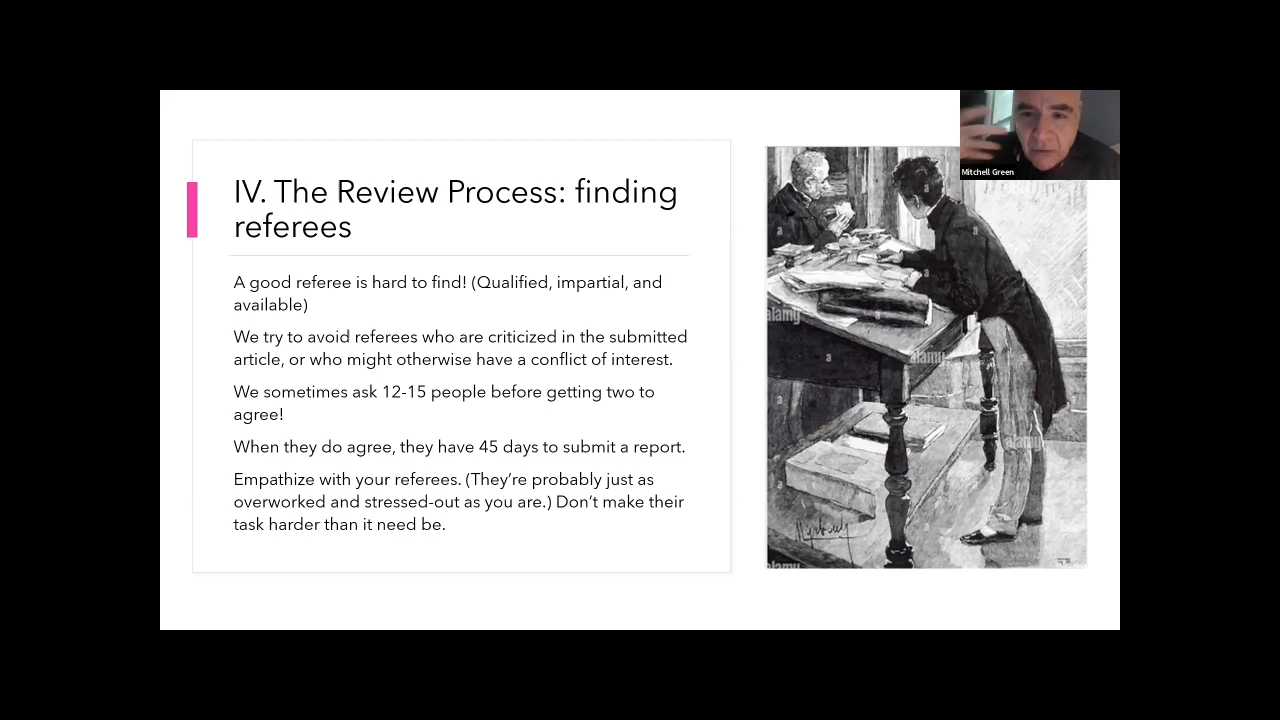 IV. The Review Process: finding
referees
A good referee is hard to find! (Qualified, impartial, and
available)
We try to avoid referees who are criticized in the submitted
article, or who might otherwise have a conflict of interest.
We sometimes ask 12-15 people before getting two to
agree!
When they do agree, they have 45 days to submit a report.
Empathize with your referees. (They’re probably just as
overworked and stressed-out as you are.) Don’t make their
task harder than it need be.
Mitchell Green
a
a
alamy
a
a
alamy
a
a
alamy
a
alamy